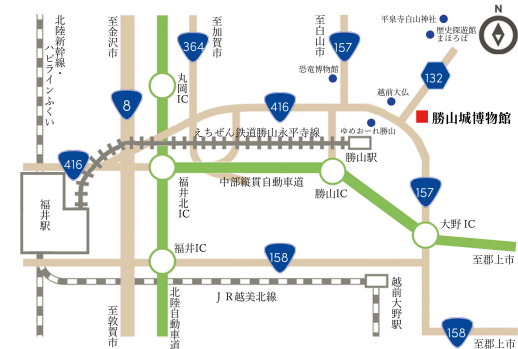 北陸新幹線・
ハピラインふくい
至金沢市
至加賀市
至白山市
N
平泉寺白山神社
歴史探遊館
まほろば
364
157
恐竜博物館
132
丸岡
IC
越前大仏
8
416
勝山城博物館
えちぜん鉄道勝山永平寺線
ゆめおーれ勝山
勝山駅
416
福井北IC
中部縦貫自動車道
勝山IC
157
福井駅
大野 IC
福井IC
158
至郡上市
北陸自動車道
ＪＲ越美北線
越前大野駅
至敦賀市
158
至郡上市